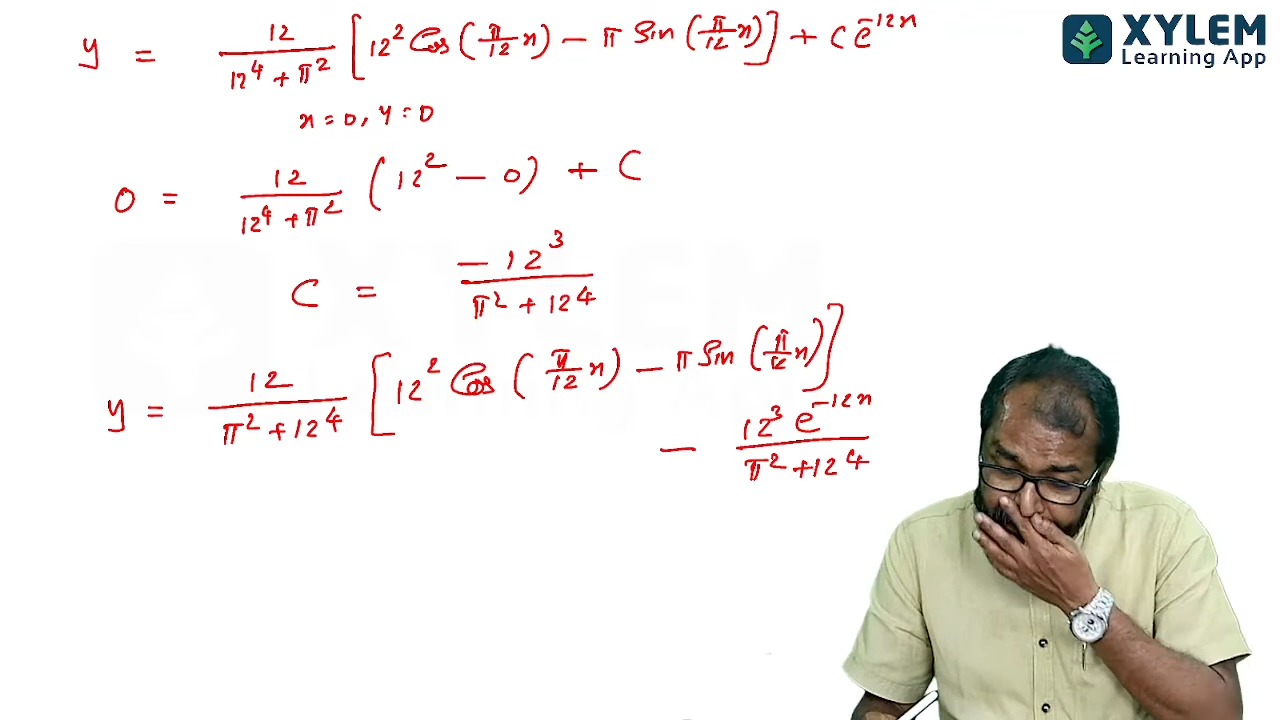 y = 12/(12⁴ + π²) [12² Cos (π/12 x) − π Sin (π/12 x)] + C e^(−12x)
XYLEM
Learning App
x = 0, y = 0
0 = 12/(12⁴ + π²) (12² − 0) + C
C = −12³/(π² + 12⁴)
y = 12/(π² + 12⁴) [12² Cos (π/12 x) − π Sin (π/12 x)]
− 12³ e^(−12x)/(π² + 12⁴)